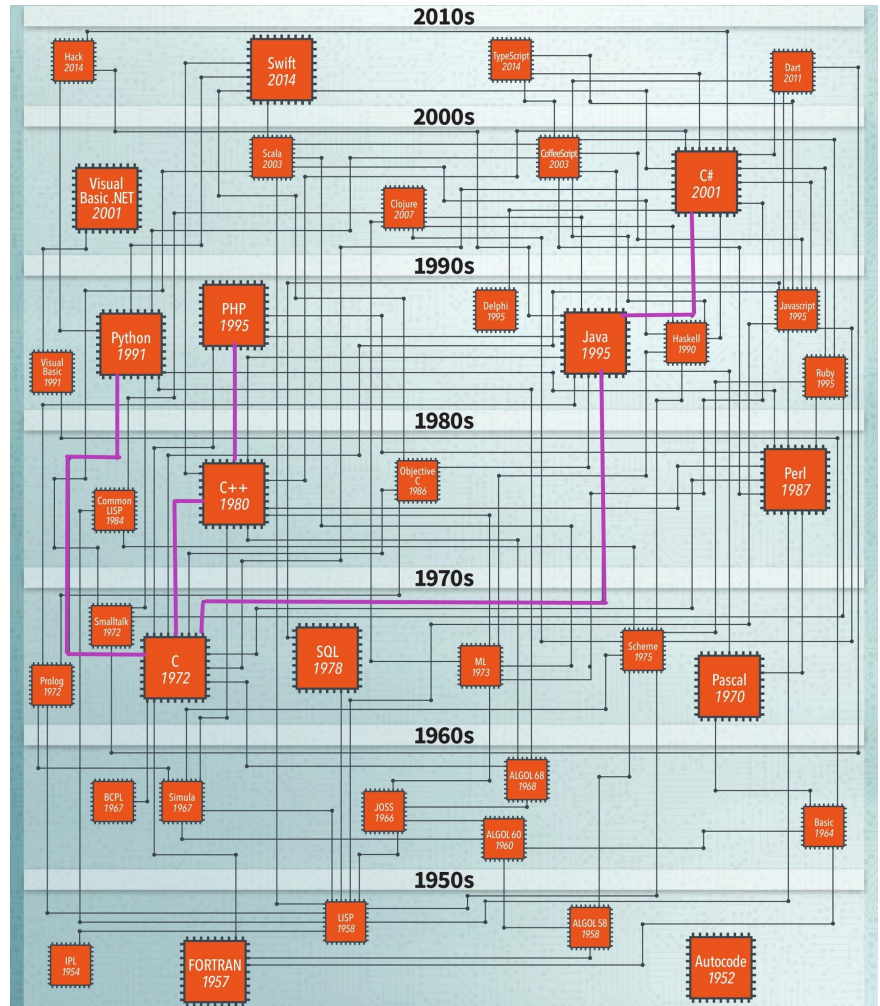 2010s
Hack
2014
Swift
2014
TypeScript
2014
Dart
2011
2000s
Scala
2003
CoffeeScript
2003
Visual
Basic .NET
2001
C#
2001
Clojure
2007
1990s
PHP
1995
Delphi
1995
Javascript
1995
Python
1991
Java
1995
Haskell
1990
Visual
Basic
1991
Ruby
1995
1980s
C++
1980
Objective
C
1986
Perl
1987
Common
LISP
1984
1970s
Smalltalk
1972
C
1972
SQL
1978
ML
1973
Scheme
1975
Prolog
1972
Pascal
1970
1960s
BCPL
1967
Simula
1967
JOSS
1966
ALGOL 68
1968
ALGOL 60
1960
Basic
1964
1950s
LISP
1958
ALGOL 58
1958
IPL
1954
FORTRAN
1957
Autocode
1952